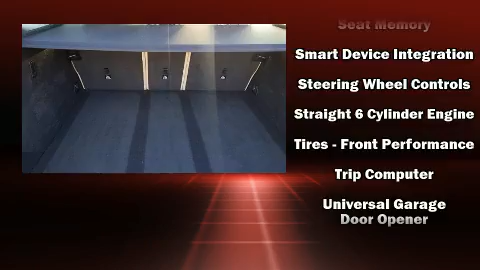 Seat Memory
Smart Device Integration
Steering Wheel Controls
Straight 6 Cylinder Engine
Tires - Front Performance
Trip Computer
Universal Garage
Door Opener